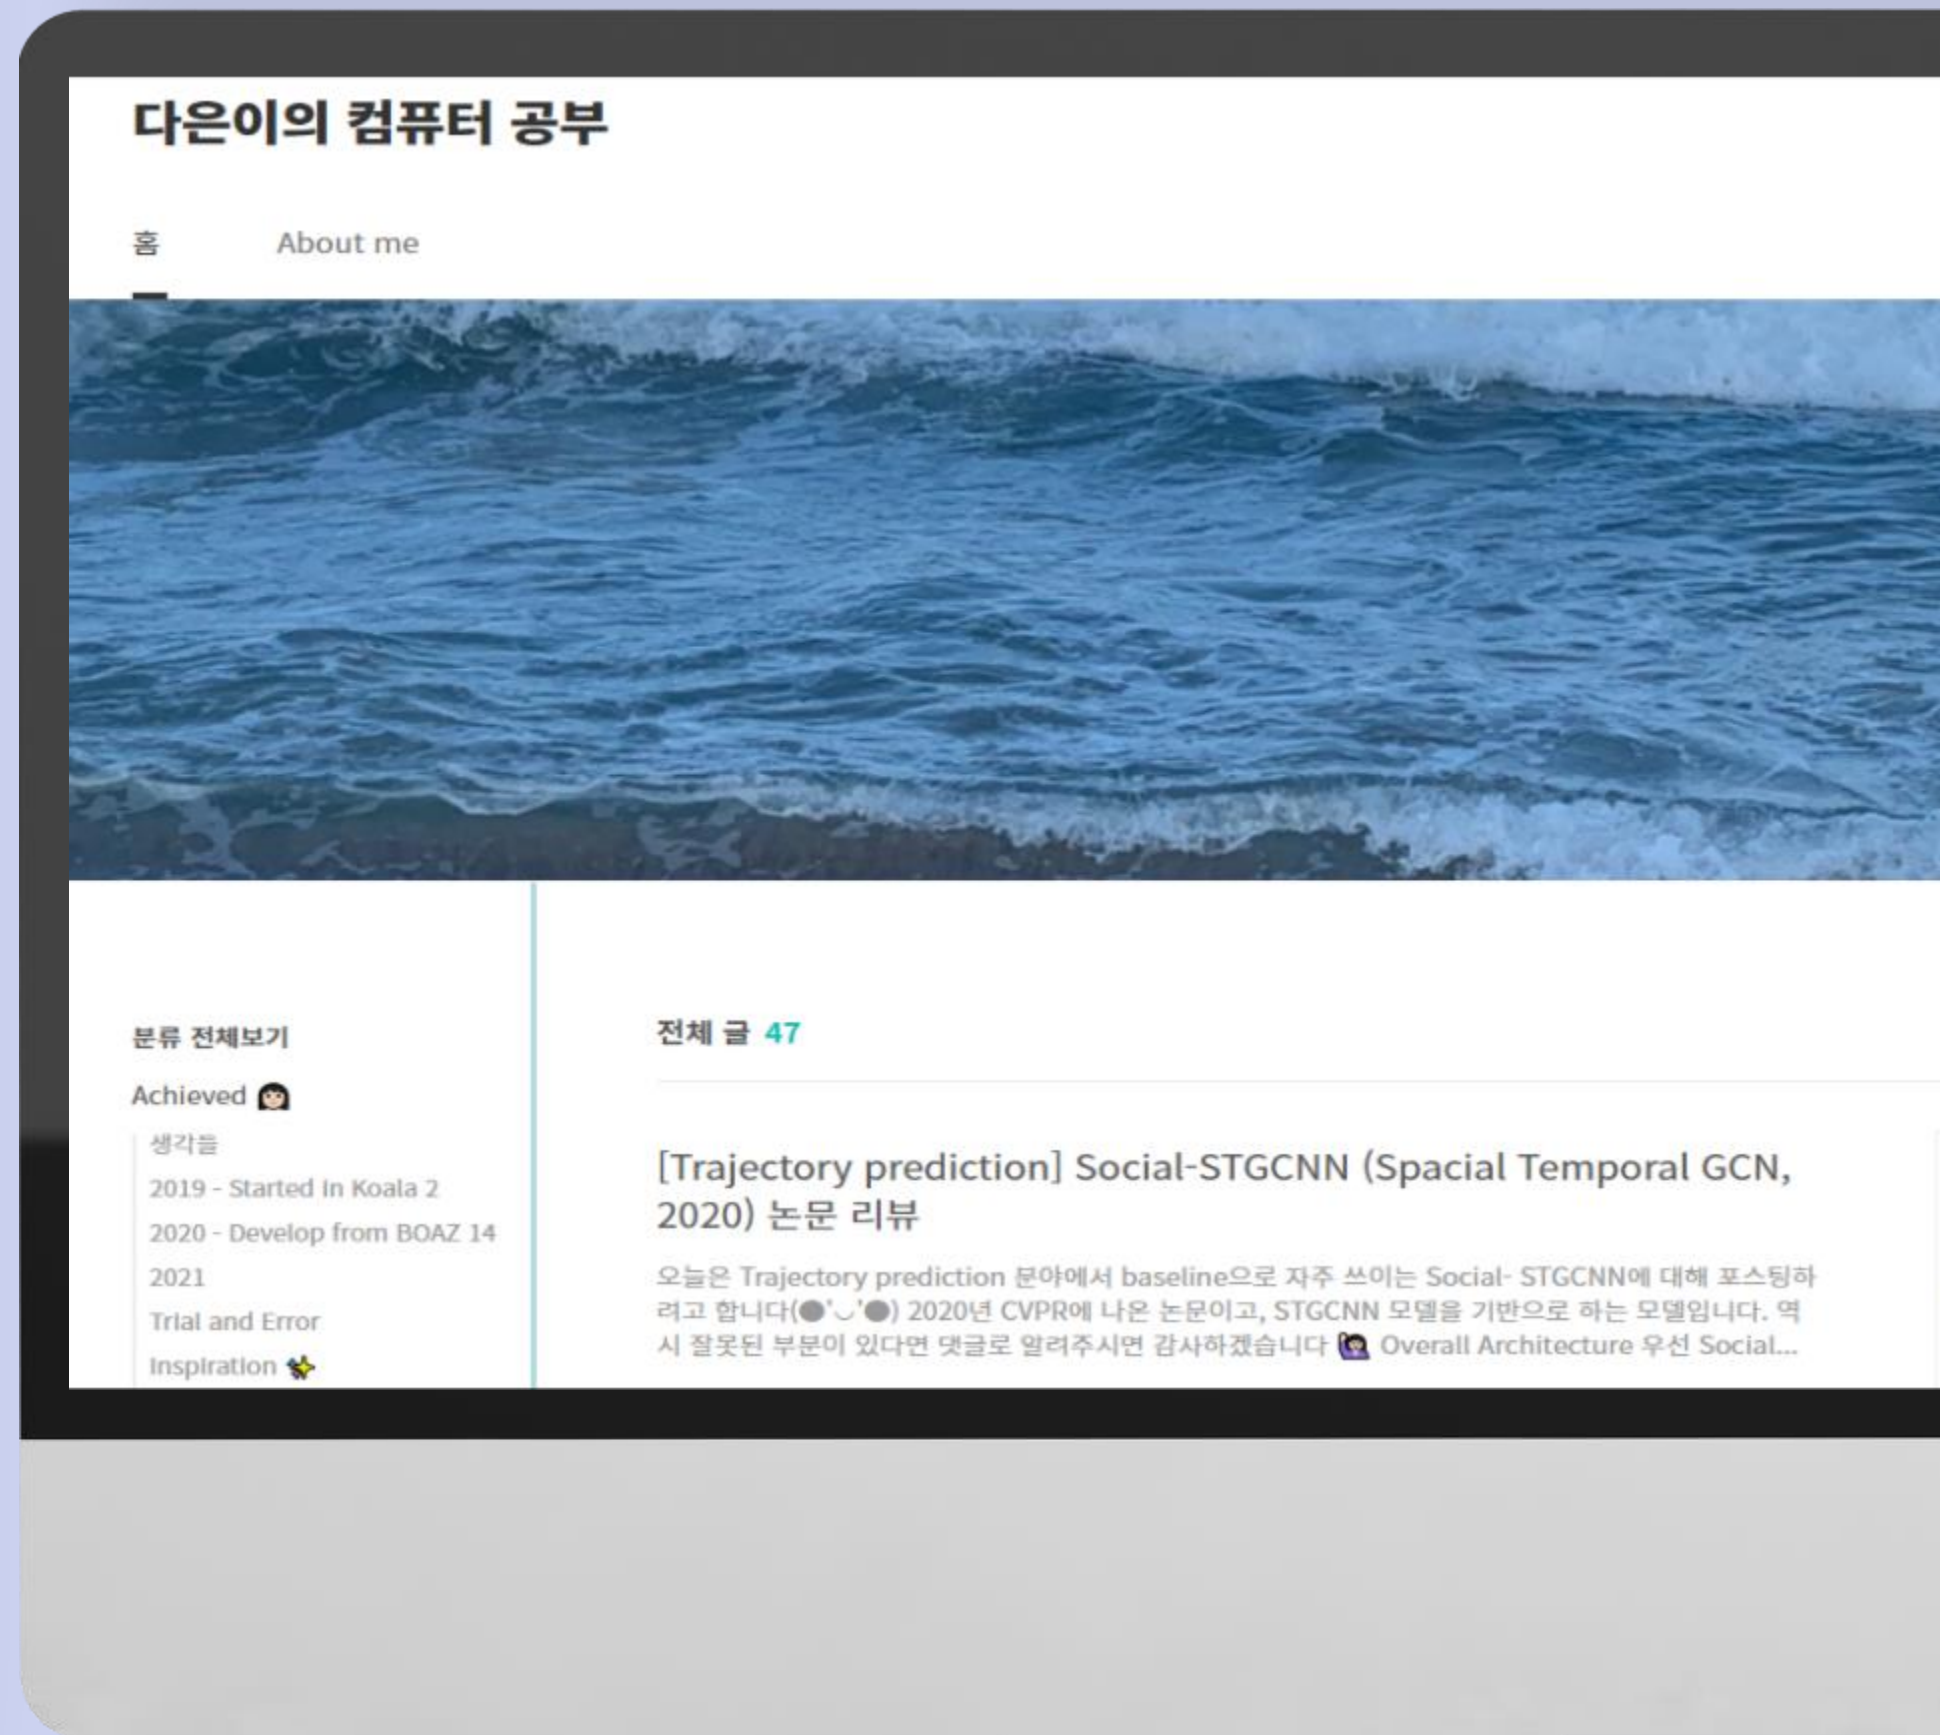 다은이의 컴퓨터 공부
홈 About me
분류 전체보기
Achieved
생각들
2019 - Started in Koala 2
2020 - Develop from BOAZ 14
2021
Trial and Error
Inspiration
전체 글 47
[Trajectory prediction] Social-STGCNN (Spacial Temporal GCN,
2020) 논문 리뷰
오늘은 Trajectory prediction 분야에서 baseline으로 자주 쓰이는 Social- STGCNN에 대해 포스팅하
려고 합니다(●'◡'●) 2020년 CVPR에 나온 논문이고, STGCNN 모델을 기반으로 하는 모델입니다. 역
시 잘못된 부분이 있다면 댓글로 알려주시면 감사하겠습니다 🙋🏻‍♀️ Overall Architecture 우선 Social...